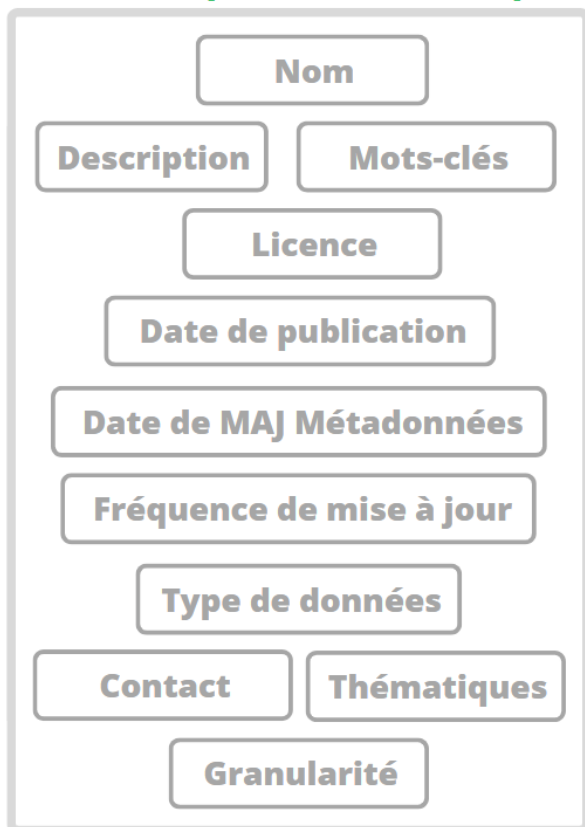 Nom
Description Mots-clés
Licence
Date de publication
Date de MAJ Métadonnées
Fréquence de mise à jour
Type de données
Contact Thématiques
Granularité